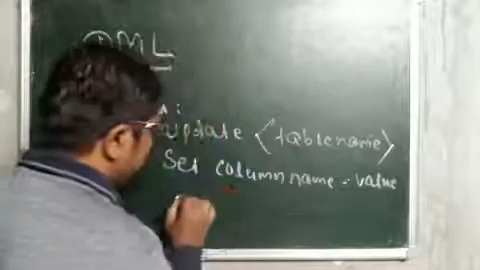 DML
update <tablename>
Set columnname = value